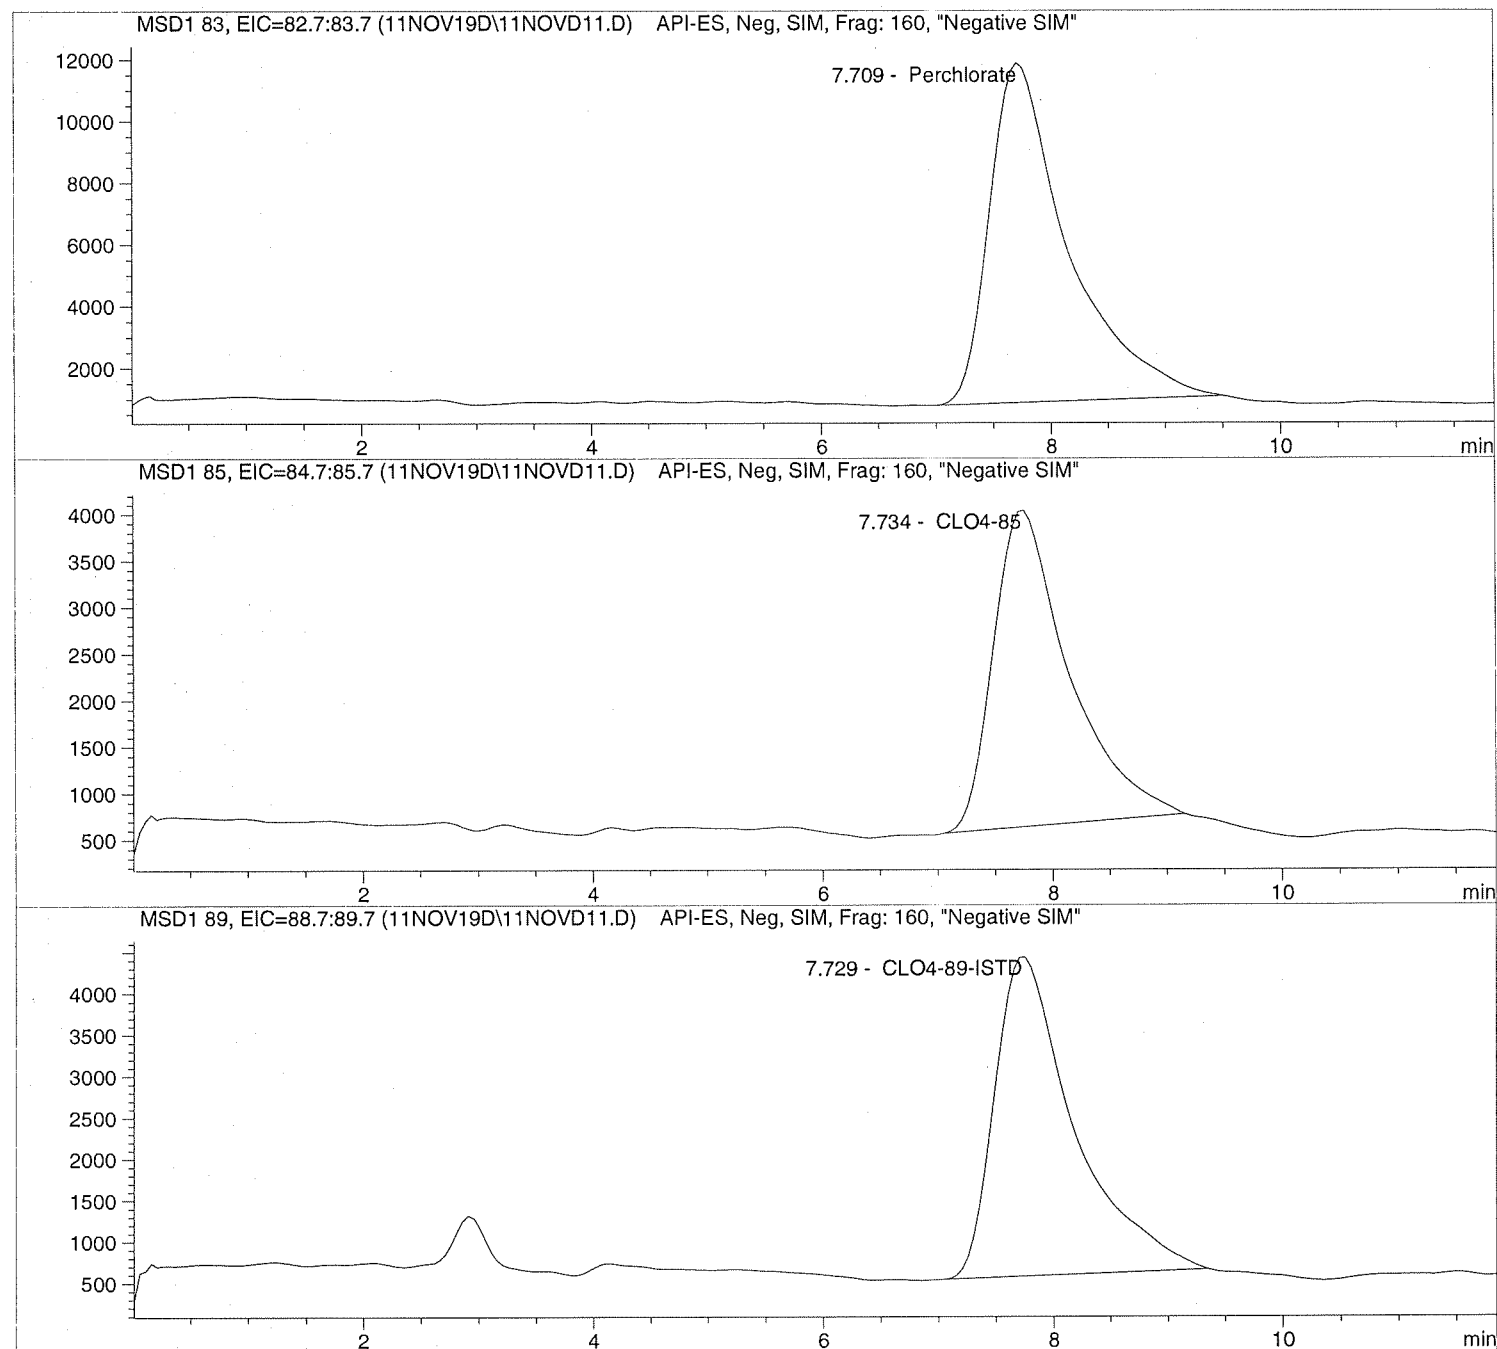 MSD1 83, EIC=82.7:83.7 (11NOV19D\11NOVD11.D) API-ES, Neg, SIM, Frag: 160, "Negative SIM"
12000
7.709 - Perchlorate
10000
8000
6000
4000
2000
2 4 6 8 10 min
MSD1 85, EIC=84.7:85.7 (11NOV19D\11NOVD11.D) API-ES, Neg, SIM, Frag: 160, "Negative SIM"
4000
7.734 - CLO4-85
3500
3000
2500
2000
1500
1000
500
2 4 6 8 10 min
MSD1 89, EIC=88.7:89.7 (11NOV19D\11NOVD11.D) API-ES, Neg, SIM, Frag: 160, "Negative SIM"
7.729 - CLO4-89-ISTD
4000
3500
3000
2500
2000
1500
1000
500
2 4 6 8 10 min